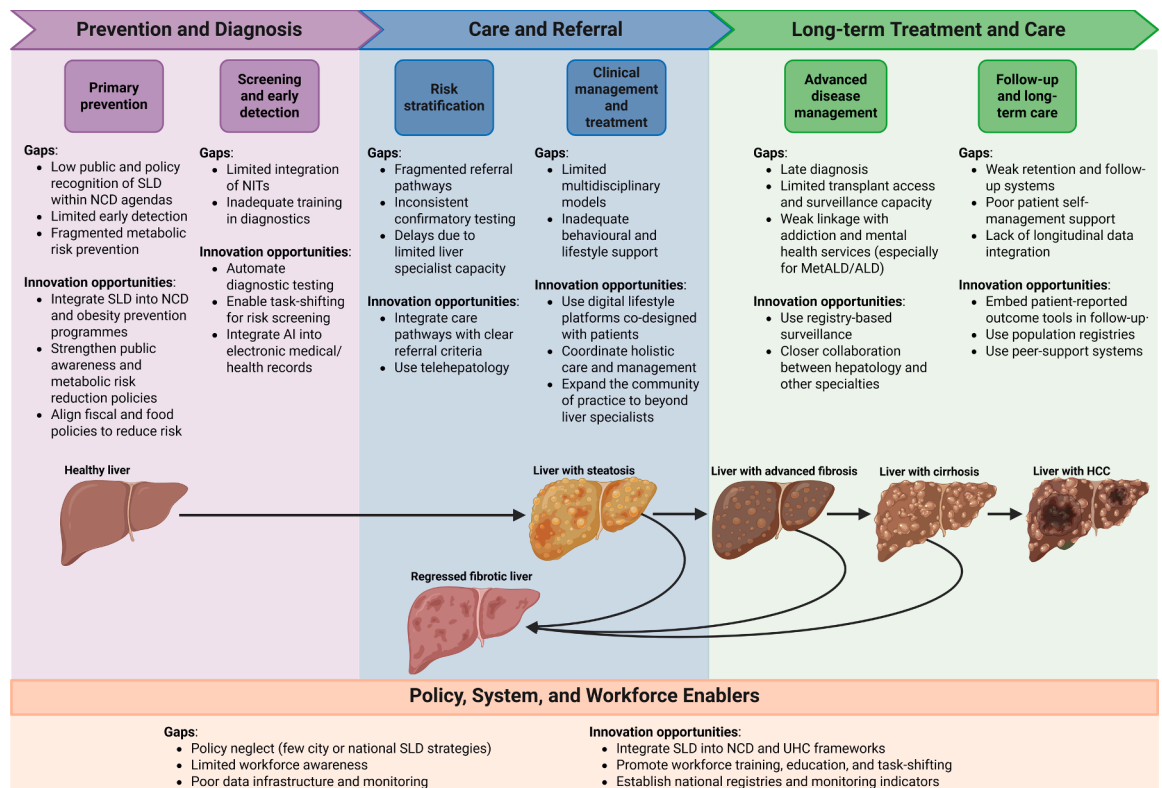 Prevention and Diagnosis
Care and Referral
Long-term Treatment and Care
Primary
prevention
Gaps:
• Low public and policy
recognition of SLD
within NCD agendas
• Limited early detection
• Fragmented metabolic
risk prevention
Innovation opportunities:
• Integrate SLD into NCD
and obesity prevention
programmes
• Strengthen public
awareness and
metabolic risk
reduction policies
• Align fiscal and food
policies to reduce risk
Screening
and early
detection
Gaps:
• Limited integration
of NITs
• Inadequate training
in diagnostics
Innovation opportunities:
• Automate
diagnostic testing
• Enable task-shifting
for risk screening
• Integrate AI into
electronic medical/
health records
Risk
stratification
Gaps:
• Fragmented referral
pathways
• Inconsistent
confirmatory testing
• Delays due to
limited liver
specialist capacity
Innovation opportunities:
• Integrate care
pathways with clear
referral criteria
• Use telehepatology
Clinical
management
and
treatment
Gaps:
• Limited
multidisciplinary
models
• Inadequate
behavioural and
lifestyle support
Innovation opportunities:
• Use digital lifestyle
platforms co-designed
with patients
• Coordinate holistic
care and management
• Expand the community
of practice to beyond
liver specialists
Advanced
disease
management
Gaps:
• Late diagnosis
• Limited transplant access
and surveillance capacity
• Weak linkage with
addiction and mental
health services (especially
for MetALD/ALD)
Innovation opportunities:
• Use registry-based
surveillance
• Closer collaboration
between hepatology and
other specialties
Follow-up
and long-
term care
Gaps:
• Weak retention and follow-
up systems
• Poor patient self-
management support
• Lack of longitudinal data
integration
Innovation opportunities:
• Embed patient-reported
outcome tools in follow-up·
• Use population registries
• Use peer-support systems
Healthy liver
Liver with steatosis
Liver with advanced fibrosis
Liver with cirrhosis
Liver with HCC
Regressed fibrotic liver
Policy, System, and Workforce Enablers
Gaps:
• Policy neglect (few city or national SLD strategies)
• Limited workforce awareness
• Poor data infrastructure and monitoring
Innovation opportunities:
• Integrate SLD into NCD and UHC frameworks
• Promote workforce training, education, and task-shifting
• Establish national registries and monitoring indicators